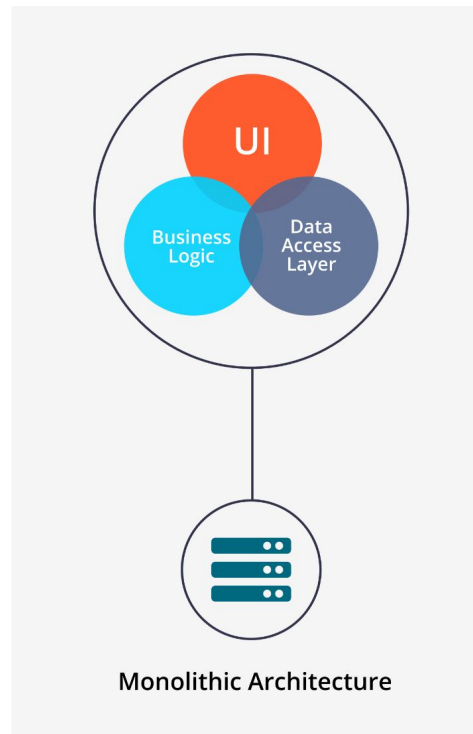 UI
Business
Logic
Data
Access
Layer
Monolithic Architecture